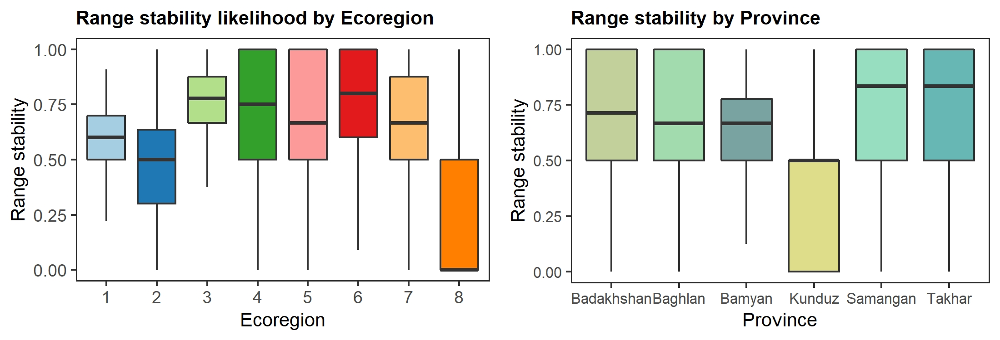 Range stability likelihood by Ecoregion
Range stability
1.00
0.75
0.50
0.25
0.00
1 2 3 4 5 6 7 8
Ecoregion
Range stability by Province
Range stability
1.00
0.75
0.50
0.25
0.00
Badakhshan Baghlan Bamyan Kunduz Samangan Takhar
Province